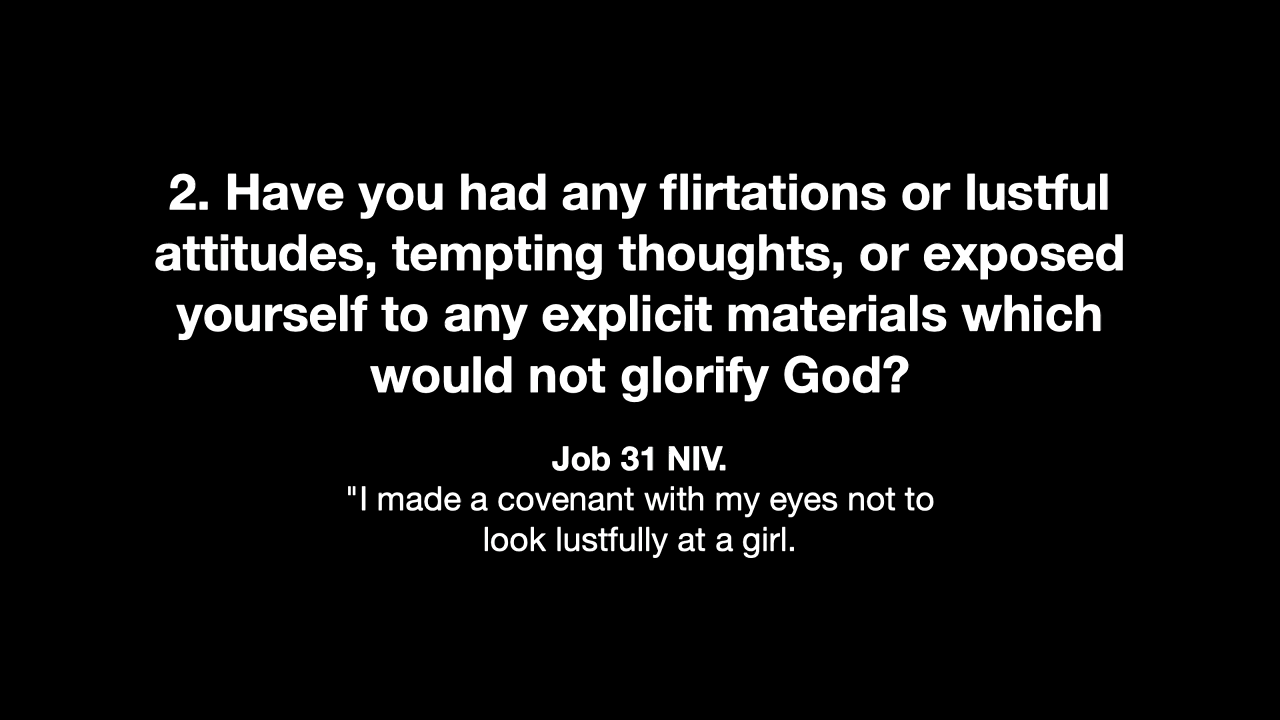 2. Have you had any flirtations or lustful
attitudes, tempting thoughts, or exposed
yourself to any explicit materials which
would not glorify God?
Job 31 NIV.
"I made a covenant with my eyes not to
look lustfully at a girl.